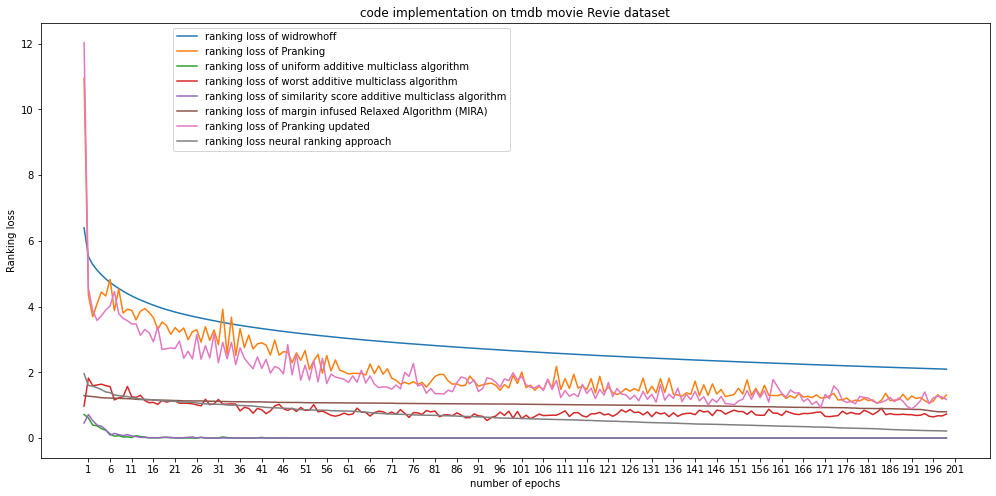 code implementation on tmdb movie Revie dataset
ranking loss of widrowhoff
ranking loss of Pranking
ranking loss of uniform additive multiclass algorithm
ranking loss of worst additive multiclass algorithm
ranking loss of similarity score additive multiclass algorithm
ranking loss of margin infused Relaxed Algorithm (MIRA)
ranking loss of Pranking updated
ranking loss neural ranking approach
Ranking loss
12
10
8
6
4
2
0
1 6 11 16 21 26 31 36 41 46 51 56 61 66 71 76 81 86 91 96 101 106 111 116 121 126 131 136 141 146 151 156 161 166 171 176 181 186 191 196 201
number of epochs